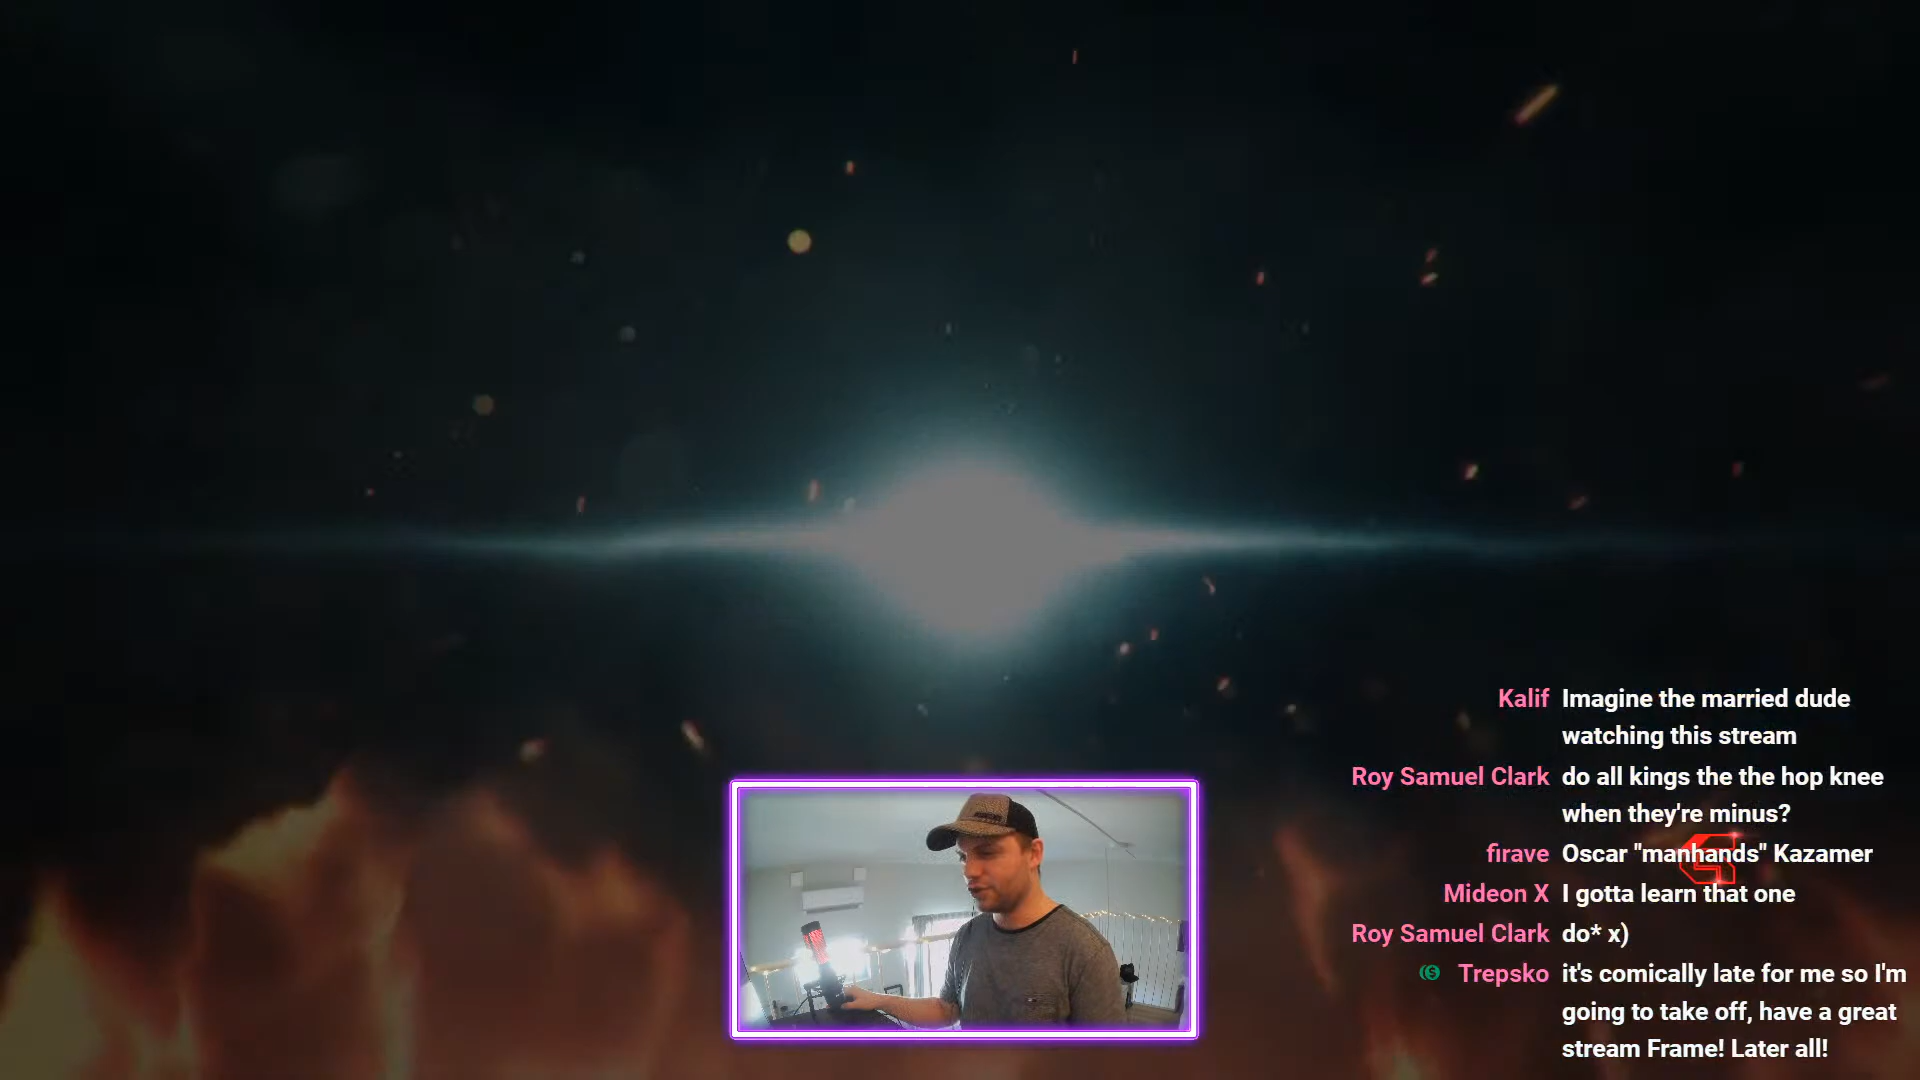 Kalif Imagine the married dude
watching this stream
Roy Samuel Clark do all kings the the hop knee
when they're minus?
firave Oscar "manhands" Kazamer
Mideon X I gotta learn that one
Roy Samuel Clark do* x)
Trepsko it's comically late for me so I'm
going to take off, have a great
stream Frame! Later all!